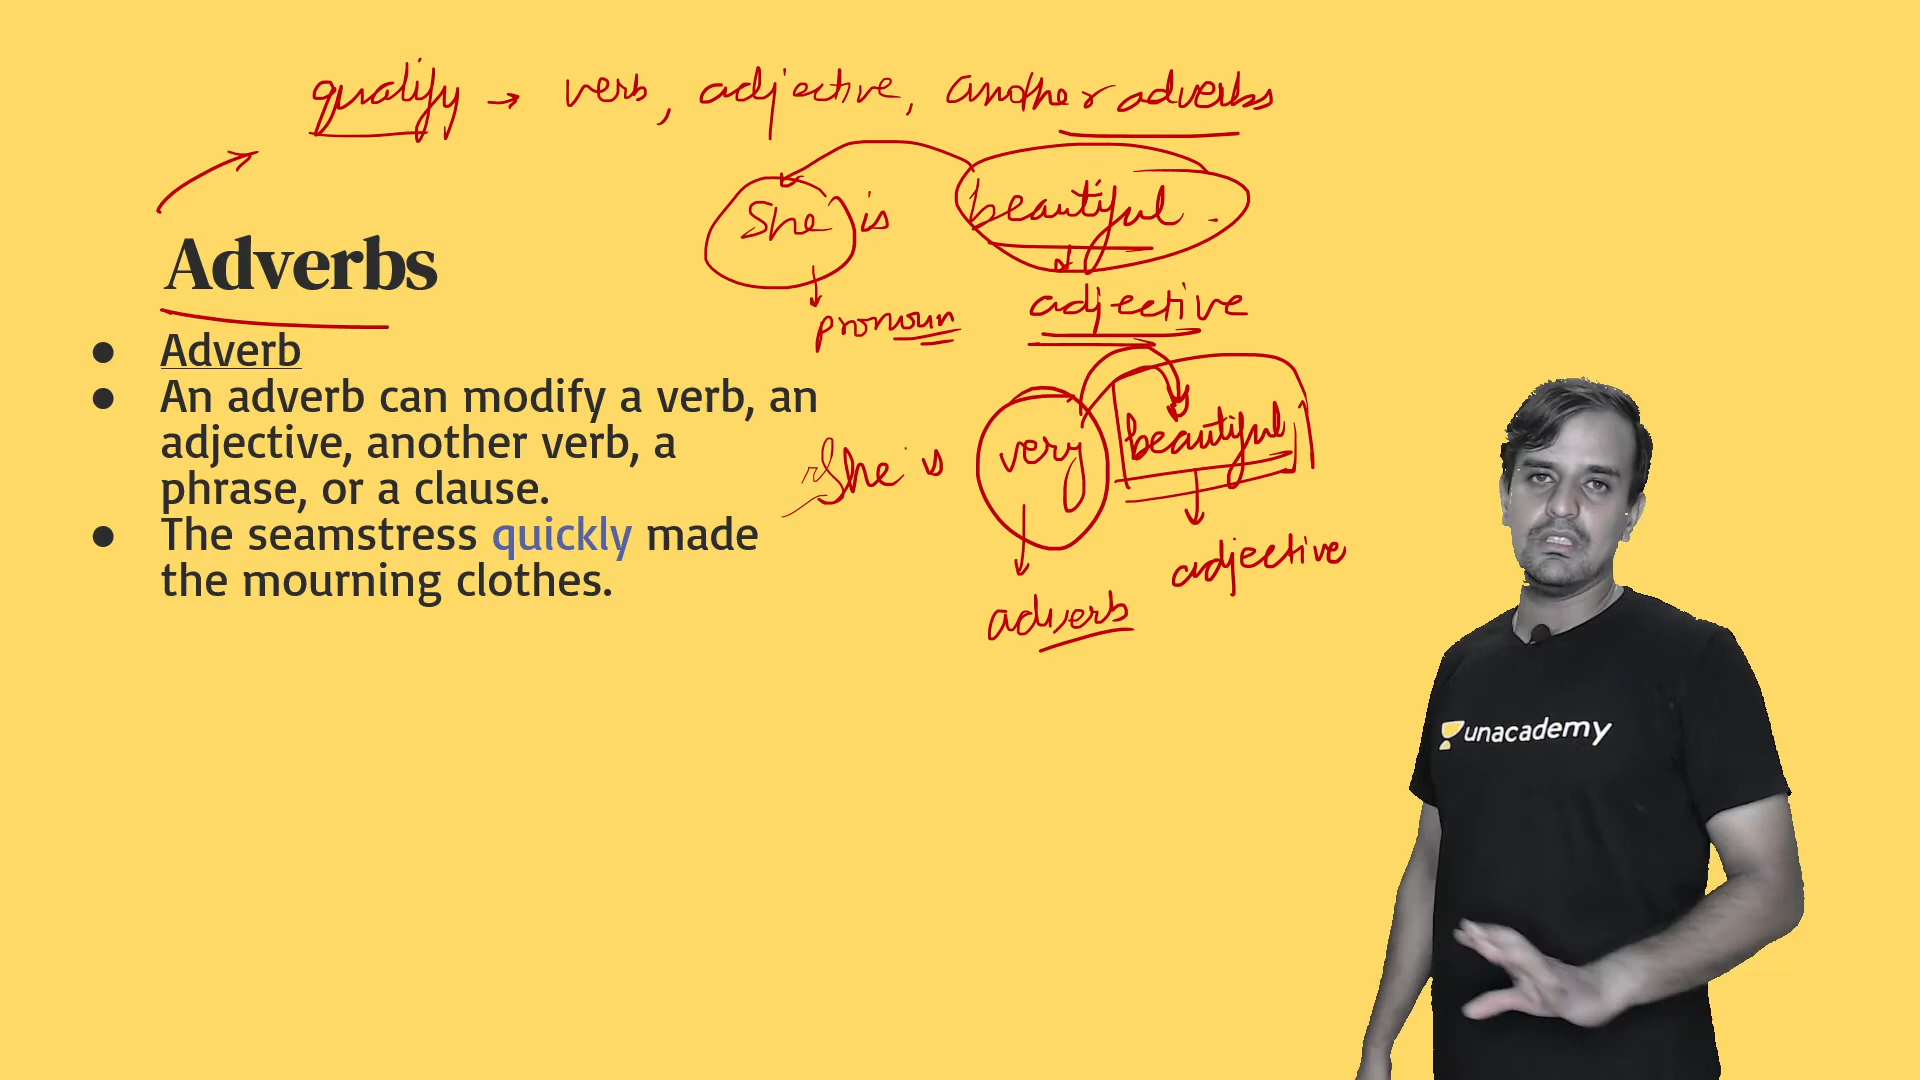 qualify → verb, adjective, another adverbs
She is beautiful.
pronoun
adjective
Adverbs
● Adverb
● An adverb can modify a verb, an
adjective, another verb, a
phrase, or a clause.
● The seamstress quickly made
the mourning clothes.
She is very beautiful
adverb
adjective
unacademy